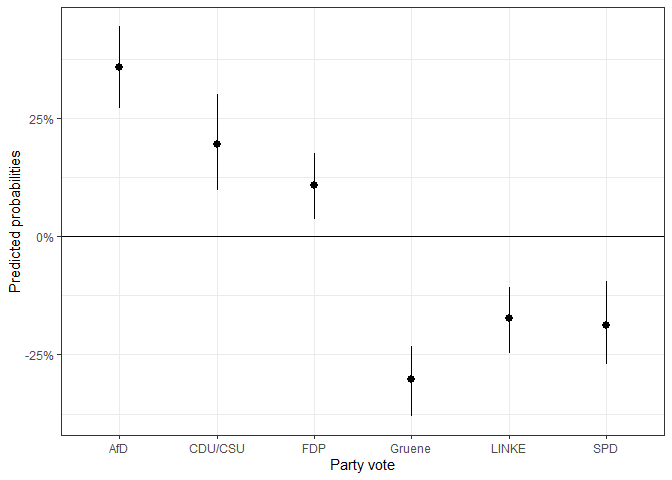 Predicted probabilities
25%
0%
-25%
AfD CDU/CSU FDP Gruene LINKE SPD
Party vote